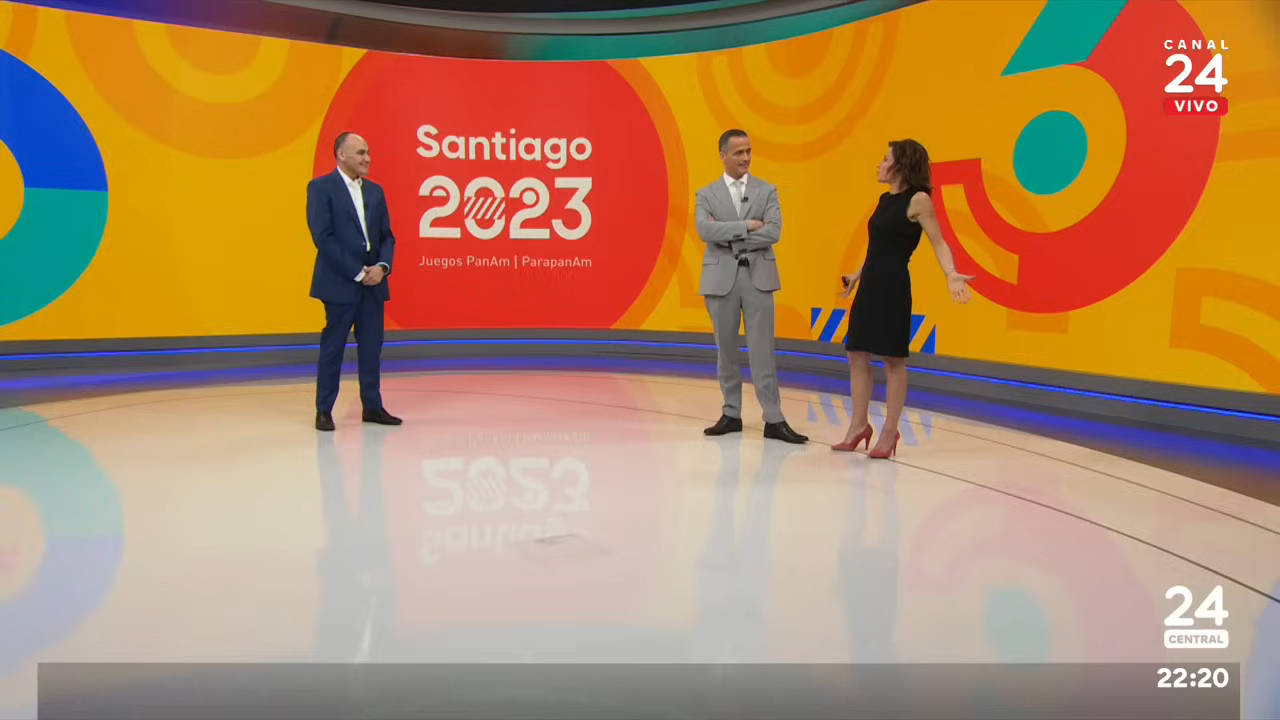 Santiago
2023
Juegos PanAm | ParapanAm
CANAL
24
VIVO
24
CENTRAL
22:20